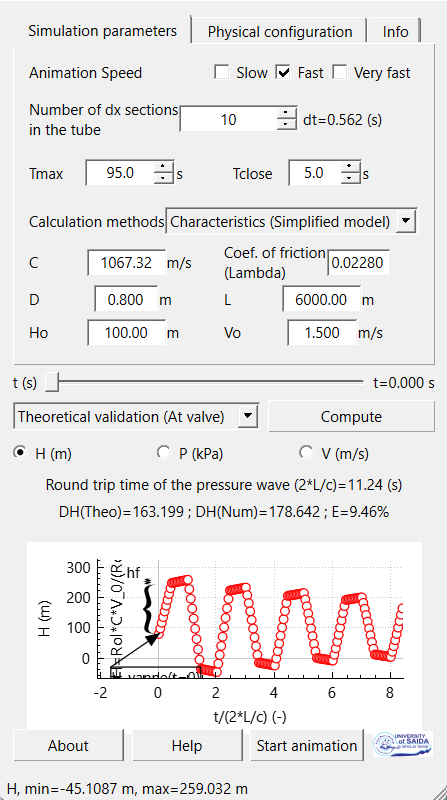 Simulation parameters Physical configuration Info
Animation Speed Slow Fast Very fast
Number of dx sections
in the tube 10 dt=0.562 (s)
Tmax 95.0 s Tclose 5.0 s
Calculation methods Characteristics (Simplified model)
C 1067.32 m/s Coef. of friction
(Lambda) 0.02280
D 0.800 m L 6000.00 m
Ho 100.00 m Vo 1.500 m/s
t (s) t=0.000 s
Theoretical validation (At valve) Compute
H (m) P (kPa) V (m/s)
Round trip time of the pressure wave (2*L/c)=11.24 (s)
DH(Theo)=163.199 ; DH(Num)=178.642 ; E=9.46%
300
200
100
0
H (m)
hf
=Rol*C*V_0/(Ro
-2 0 2 4 6 8
t/(2*L/c) (-)
About Help Start animation
UNIVERSITY
of SAIDA
H, min=-45.1087 m, max=259.032 m